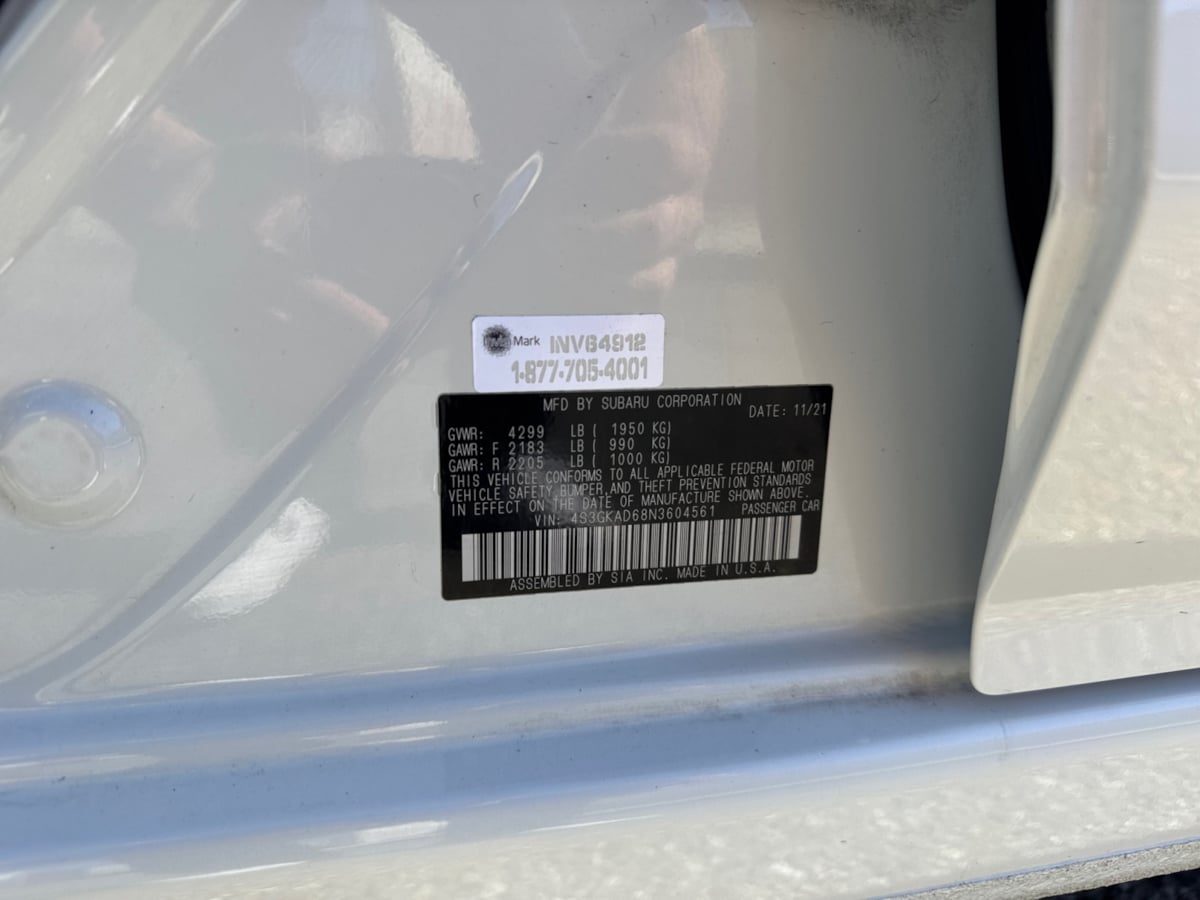 Mark INV64912
1-877-705-4001
MFD BY SUBARU CORPORATION
DATE: 11/21
GVWR: 4299 LB ( 1950 KG)
GAWR: F 2183 LB ( 990 KG)
GAWR: R 2205 LB ( 1000 KG)
THIS VEHICLE CONFORMS TO ALL APPLICABLE FEDERAL MOTOR
VEHICLE SAFETY, BUMPER, AND THEFT PREVENTION STANDARDS
IN EFFECT ON THE DATE OF MANUFACTURE SHOWN ABOVE.
VIN: 4S3GKAD68N3604561 PASSENGER CAR
ASSEMBLED BY SIA INC. MADE IN U.S.A.